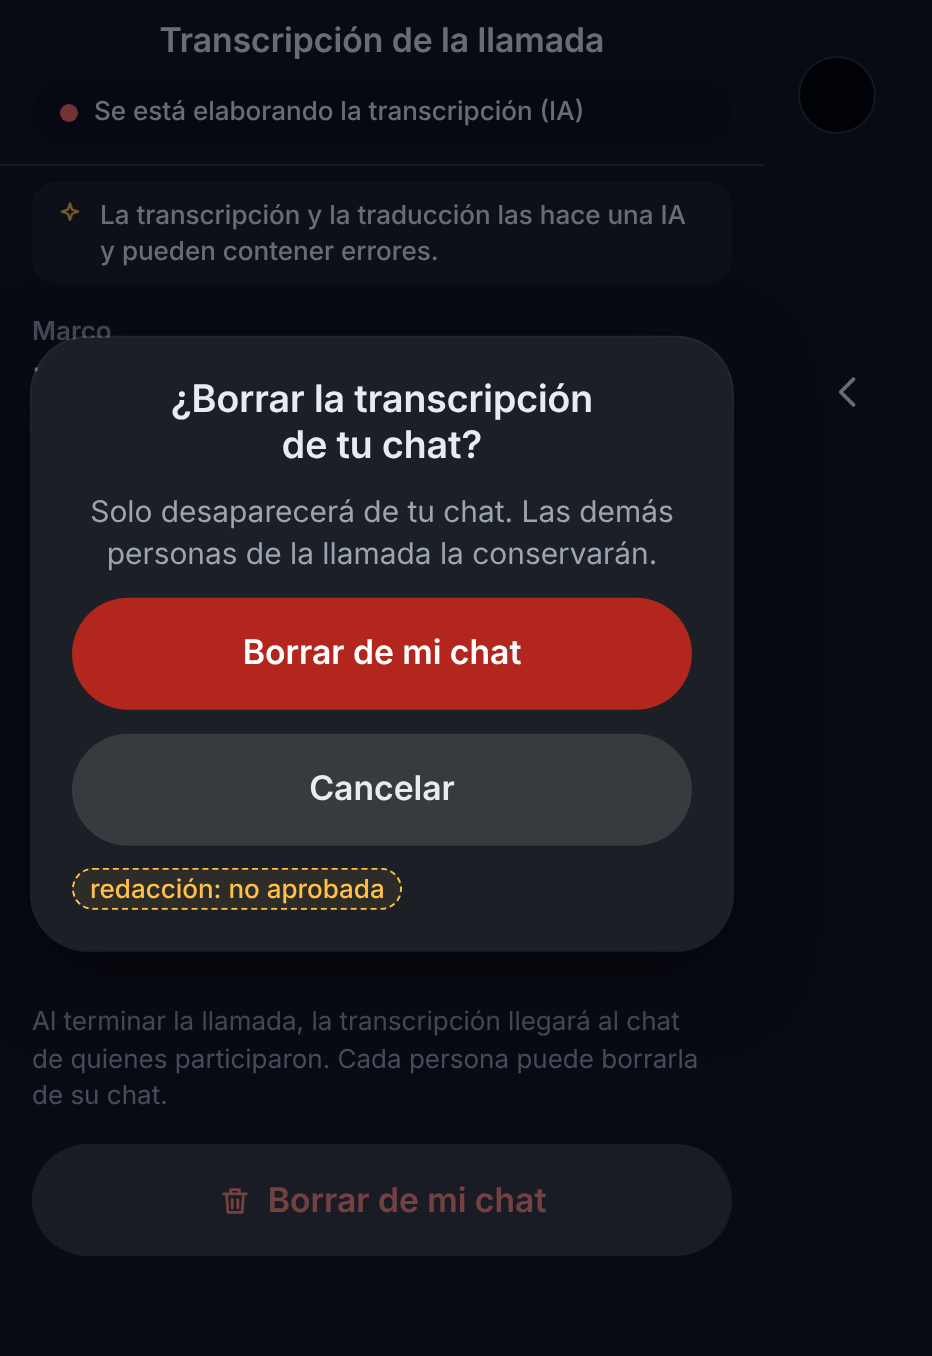 Transcripción de la llamada
Se está elaborando la transcripción (IA)
La transcripción y la traducción las hace una IA
y pueden contener errores.
Marco
¿Borrar la transcripción
de tu chat?
Solo desaparecerá de tu chat. Las demás
personas de la llamada la conservarán.
Borrar de mi chat
Cancelar
redacción: no aprobada
Al terminar la llamada, la transcripción llegará al chat
de quienes participaron. Cada persona puede borrarla
de su chat.
Borrar de mi chat